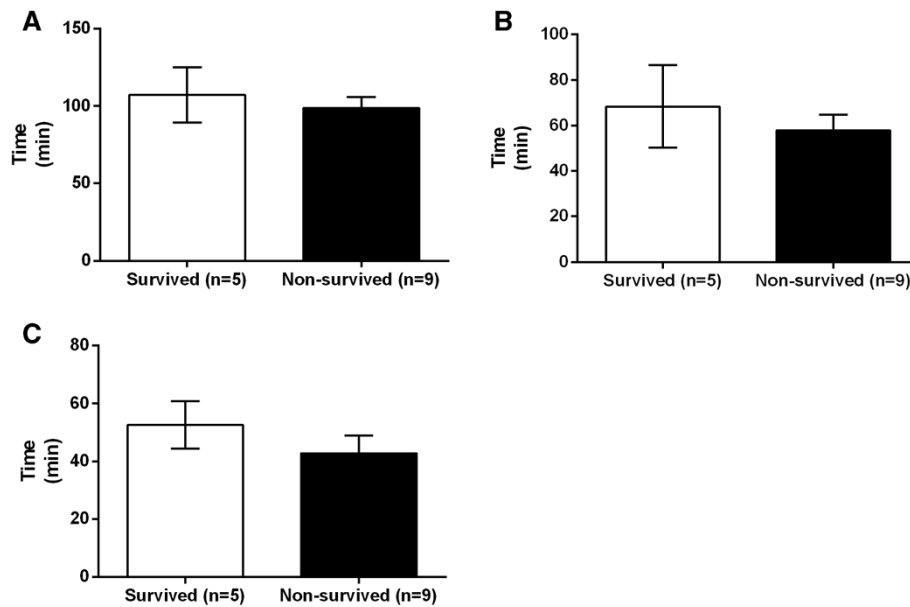 A
Time
(min)
150
100
50
0
Survived (n=5) Non-survived (n=9)
B
Time
(min)
100
80
60
40
20
0
Survived (n=5) Non-survived (n=9)
C
Time
(min)
80
60
40
20
0
Survived (n=5) Non-survived (n=9)